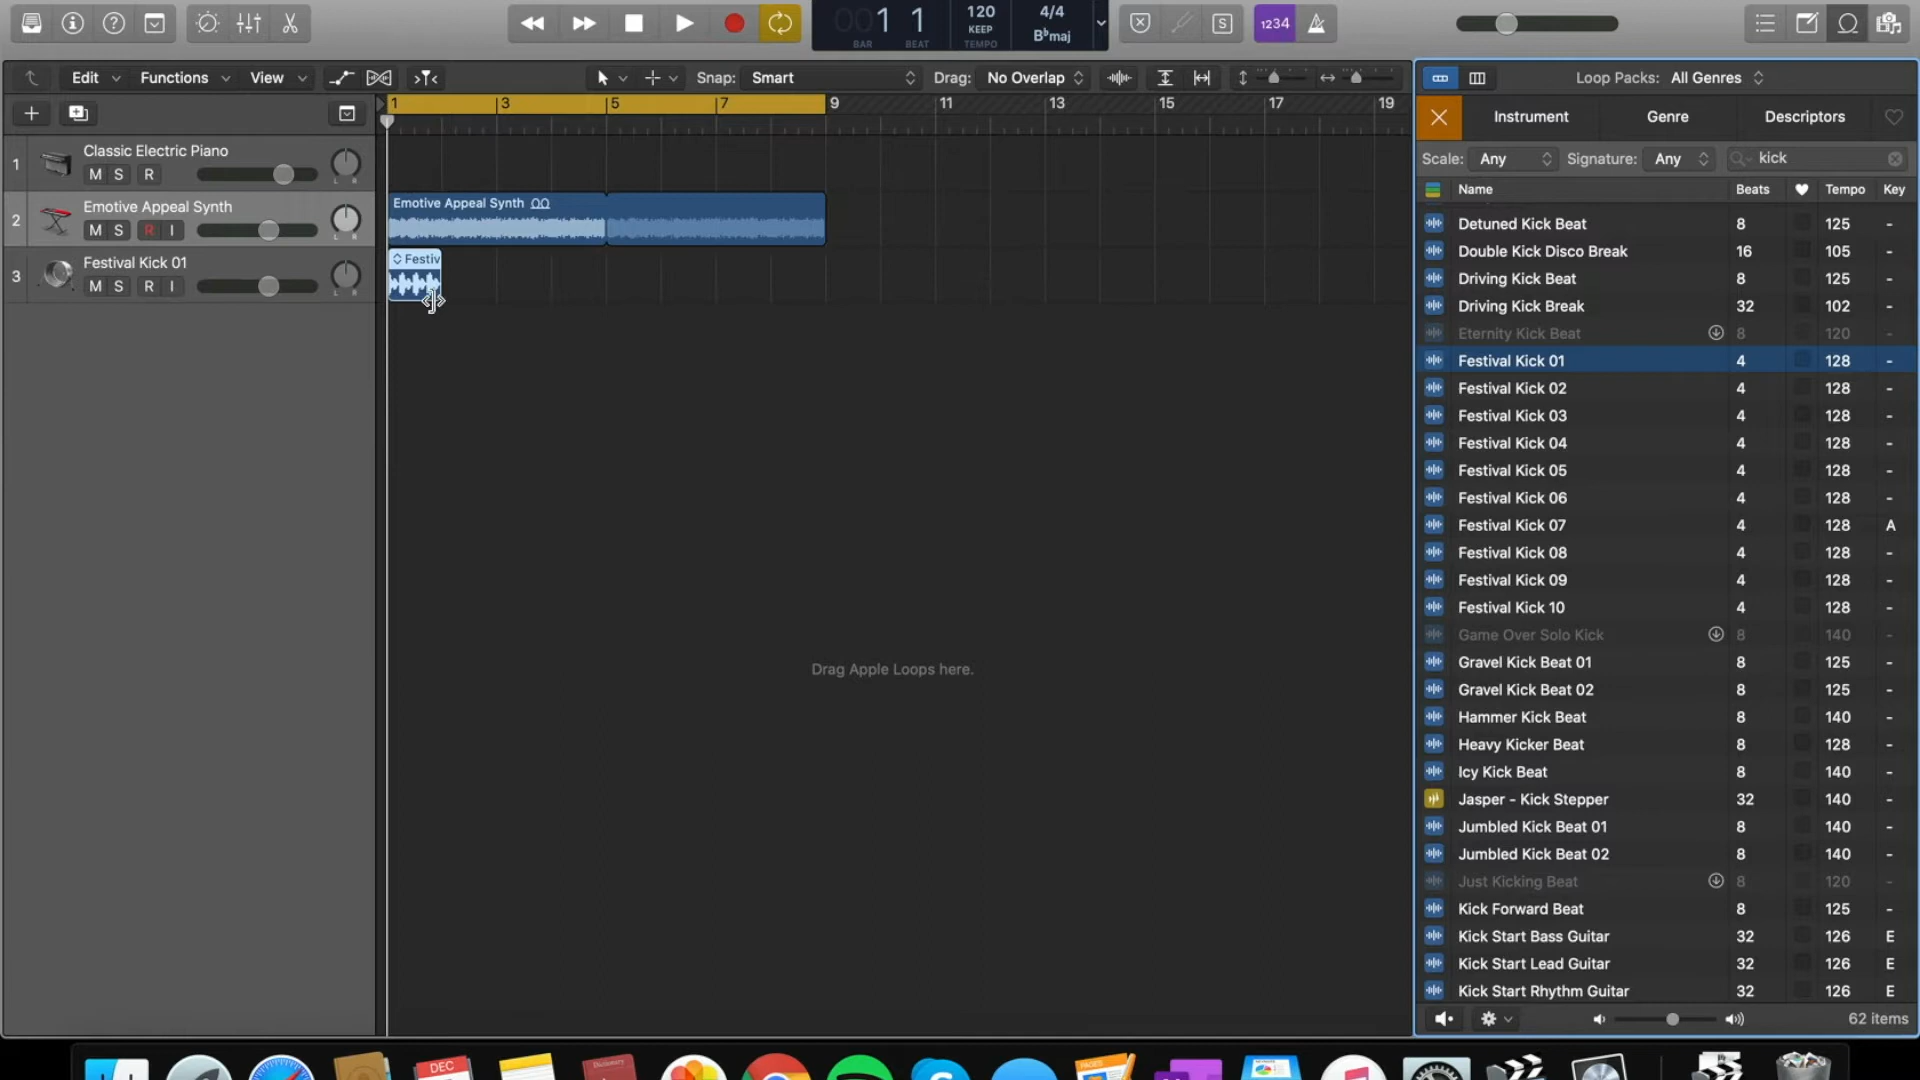 1 1
BAR BEAT
120
KEEP
TEMPO
4/4
B♭maj
S
1234
Edit Functions View
Snap: Smart
Drag: No Overlap
Loop Packs: All Genres
1 3 5 7 9 11 13 15 17 19
Instrument Genre Descriptors
Scale: Any Signature: Any kick
Name Beats Tempo Key
1 Classic Electric Piano
M S R
L R
2 Emotive Appeal Synth
M S R I
L R
3 Festival Kick 01
M S R I
L R
Emotive Appeal Synth
Festiv
Drag Apple Loops here.
Detuned Kick Beat 8 125 -
Double Kick Disco Break 16 105 -
Driving Kick Beat 8 125 -
Driving Kick Break 32 102 -
Eternity Kick Beat 8 120 -
Festival Kick 01 4 128 -
Festival Kick 02 4 128 -
Festival Kick 03 4 128 -
Festival Kick 04 4 128 -
Festival Kick 05 4 128 -
Festival Kick 06 4 128 -
Festival Kick 07 4 128 A
Festival Kick 08 4 128 -
Festival Kick 09 4 128 -
Festival Kick 10 4 128 -
Game Over Solo Kick 8 140 -
Gravel Kick Beat 01 8 125 -
Gravel Kick Beat 02 8 125 -
Hammer Kick Beat 8 140 -
Heavy Kicker Beat 8 128 -
Icy Kick Beat 8 140 -
Jasper - Kick Stepper 32 140 -
Jumbled Kick Beat 01 8 140 -
Jumbled Kick Beat 02 8 140 -
Just Kicking Beat 8 120 -
Kick Forward Beat 8 125 -
Kick Start Bass Guitar 32 126 E
Kick Start Lead Guitar 32 126 E
Kick Start Rhythm Guitar 32 126 E
62 items
DEC
Dictionary
PAGES